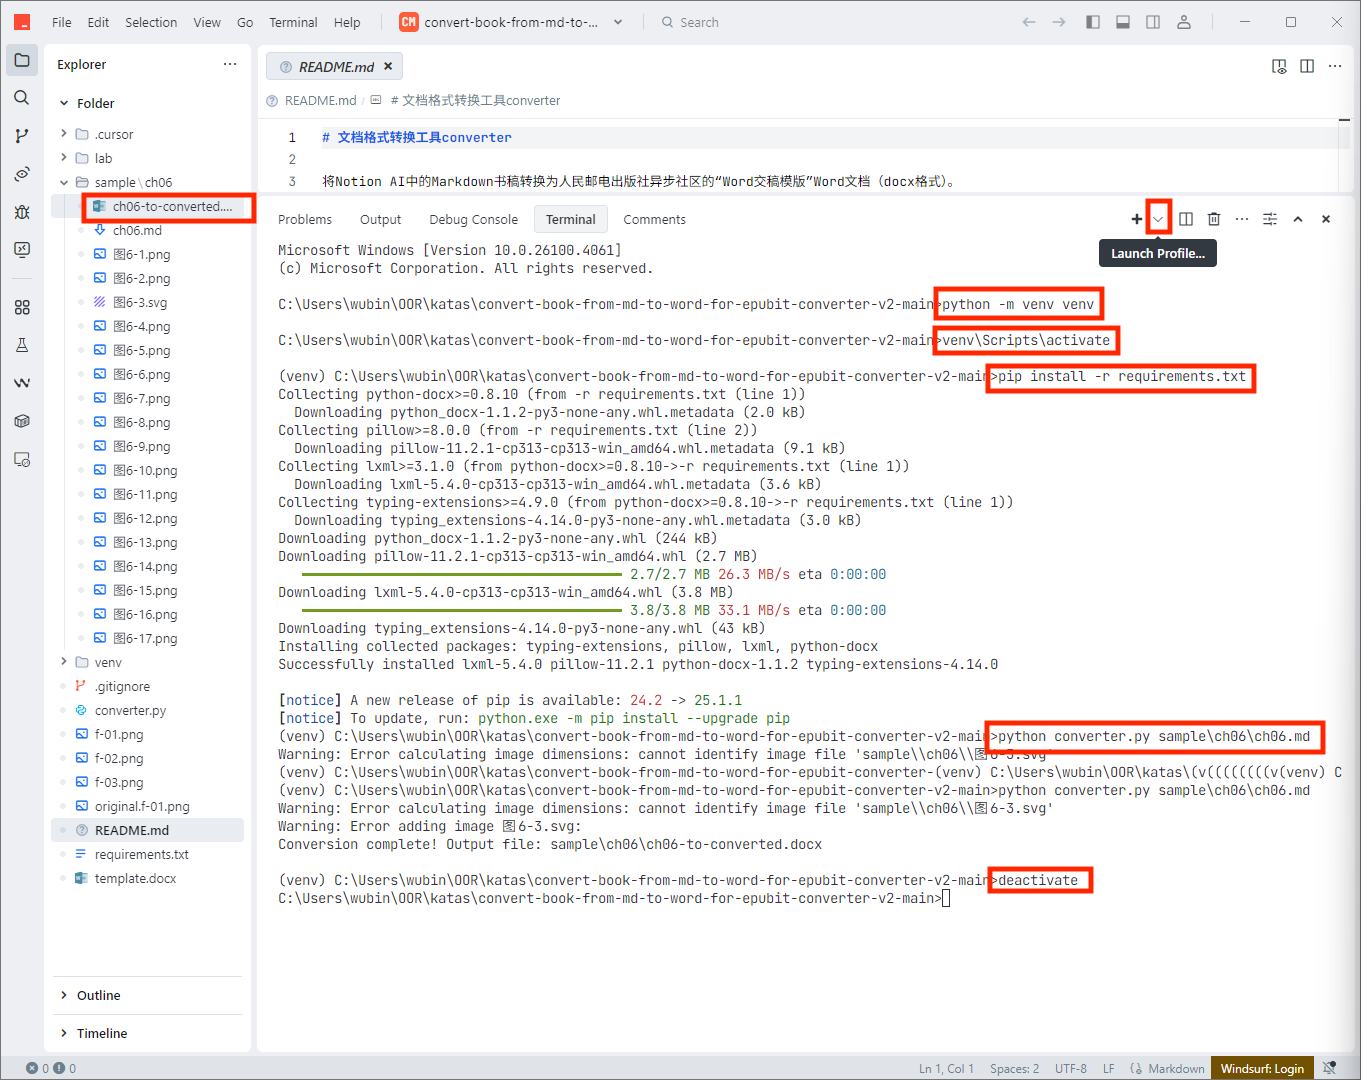 File Edit Selection View Go Terminal Help CM convert-book-from-md-to-... Search
Explorer ···
Folder
.cursor
lab
sample\ch06
ch06-to-converted....
ch06.md
图6-1.png
图6-2.png
图6-3.svg
图6-4.png
图6-5.png
图6-6.png
图6-7.png
图6-8.png
图6-9.png
图6-10.png
图6-11.png
图6-12.png
图6-13.png
图6-14.png
图6-15.png
图6-16.png
图6-17.png
venv
.gitignore
converter.py
f-01.png
f-02.png
f-03.png
original.f-01.png
README.md
requirements.txt
template.docx
Outline
Timeline
README.md
README.md / # 文档格式转换工具converter
1 # 文档格式转换工具converter
2
3 将Notion AI中的Markdown书稿转换为人民邮电出版社异步社区的“Word交稿模版”Word文档（docx格式）。
Problems Output Debug Console Terminal Comments
Launch Profile...
Microsoft Windows [Version 10.0.26100.4061]
(c) Microsoft Corporation. All rights reserved.
C:\Users\wubin\OOR\katas\convert-book-from-md-to-word-for-epubit-converter-v2-main>python -m venv venv
C:\Users\wubin\OOR\katas\convert-book-from-md-to-word-for-epubit-converter-v2-main>venv\Scripts\activate
(venv) C:\Users\wubin\OOR\katas\convert-book-from-md-to-word-for-epubit-converter-v2-main>pip install -r requirements.txt
Collecting python-docx>=0.8.10 (from -r requirements.txt (line 1))
Downloading python_docx-1.1.2-py3-none-any.whl.metadata (2.0 kB)
Collecting pillow>=8.0.0 (from -r requirements.txt (line 2))
Downloading pillow-11.2.1-cp313-cp313-win_amd64.whl.metadata (9.1 kB)
Collecting lxml>=3.1.0 (from python-docx>=0.8.10->-r requirements.txt (line 1))
Downloading lxml-5.4.0-cp313-cp313-win_amd64.whl.metadata (3.6 kB)
Collecting typing-extensions>=4.9.0 (from python-docx>=0.8.10->-r requirements.txt (line 1))
Downloading typing_extensions-4.14.0-py3-none-any.whl.metadata (3.0 kB)
Downloading python_docx-1.1.2-py3-none-any.whl (244 kB)
Downloading pillow-11.2.1-cp313-cp313-win_amd64.whl (2.7 MB)
2.7/2.7 MB 26.3 MB/s eta 0:00:00
Downloading lxml-5.4.0-cp313-cp313-win_amd64.whl (3.8 MB)
3.8/3.8 MB 33.1 MB/s eta 0:00:00
Downloading typing_extensions-4.14.0-py3-none-any.whl (43 kB)
Installing collected packages: typing-extensions, pillow, lxml, python-docx
Successfully installed lxml-5.4.0 pillow-11.2.1 python-docx-1.1.2 typing-extensions-4.14.0
[notice] A new release of pip is available: 24.2 -> 25.1.1
[notice] To update, run: python.exe -m pip install --upgrade pip
(venv) C:\Users\wubin\OOR\katas\convert-book-from-md-to-word-for-epubit-converter-v2-main>python converter.py sample\ch06\ch06.md
Warning: Error calculating image dimensions: cannot identify image file 'sample\\ch06\\图6-3.svg'
(venv) C:\Users\wubin\OOR\katas\convert-book-from-md-to-word-for-epubit-converter-(venv) C:\Users\wubin\OOR\katas\(v((((((((v(venv) C
(venv) C:\Users\wubin\OOR\katas\convert-book-from-md-to-word-for-epubit-converter-v2-main>python converter.py sample\ch06\ch06.md
Warning: Error calculating image dimensions: cannot identify image file 'sample\\ch06\\图6-3.svg'
Warning: Error adding image 图6-3.svg:
Conversion complete! Output file: sample\ch06\ch06-to-converted.docx
(venv) C:\Users\wubin\OOR\katas\convert-book-from-md-to-word-for-epubit-converter-v2-main>deactivate
C:\Users\wubin\OOR\katas\convert-book-from-md-to-word-for-epubit-converter-v2-main>
0 0 Ln 1, Col 1 Spaces: 2 UTF-8 LF Markdown Windsurf: Login